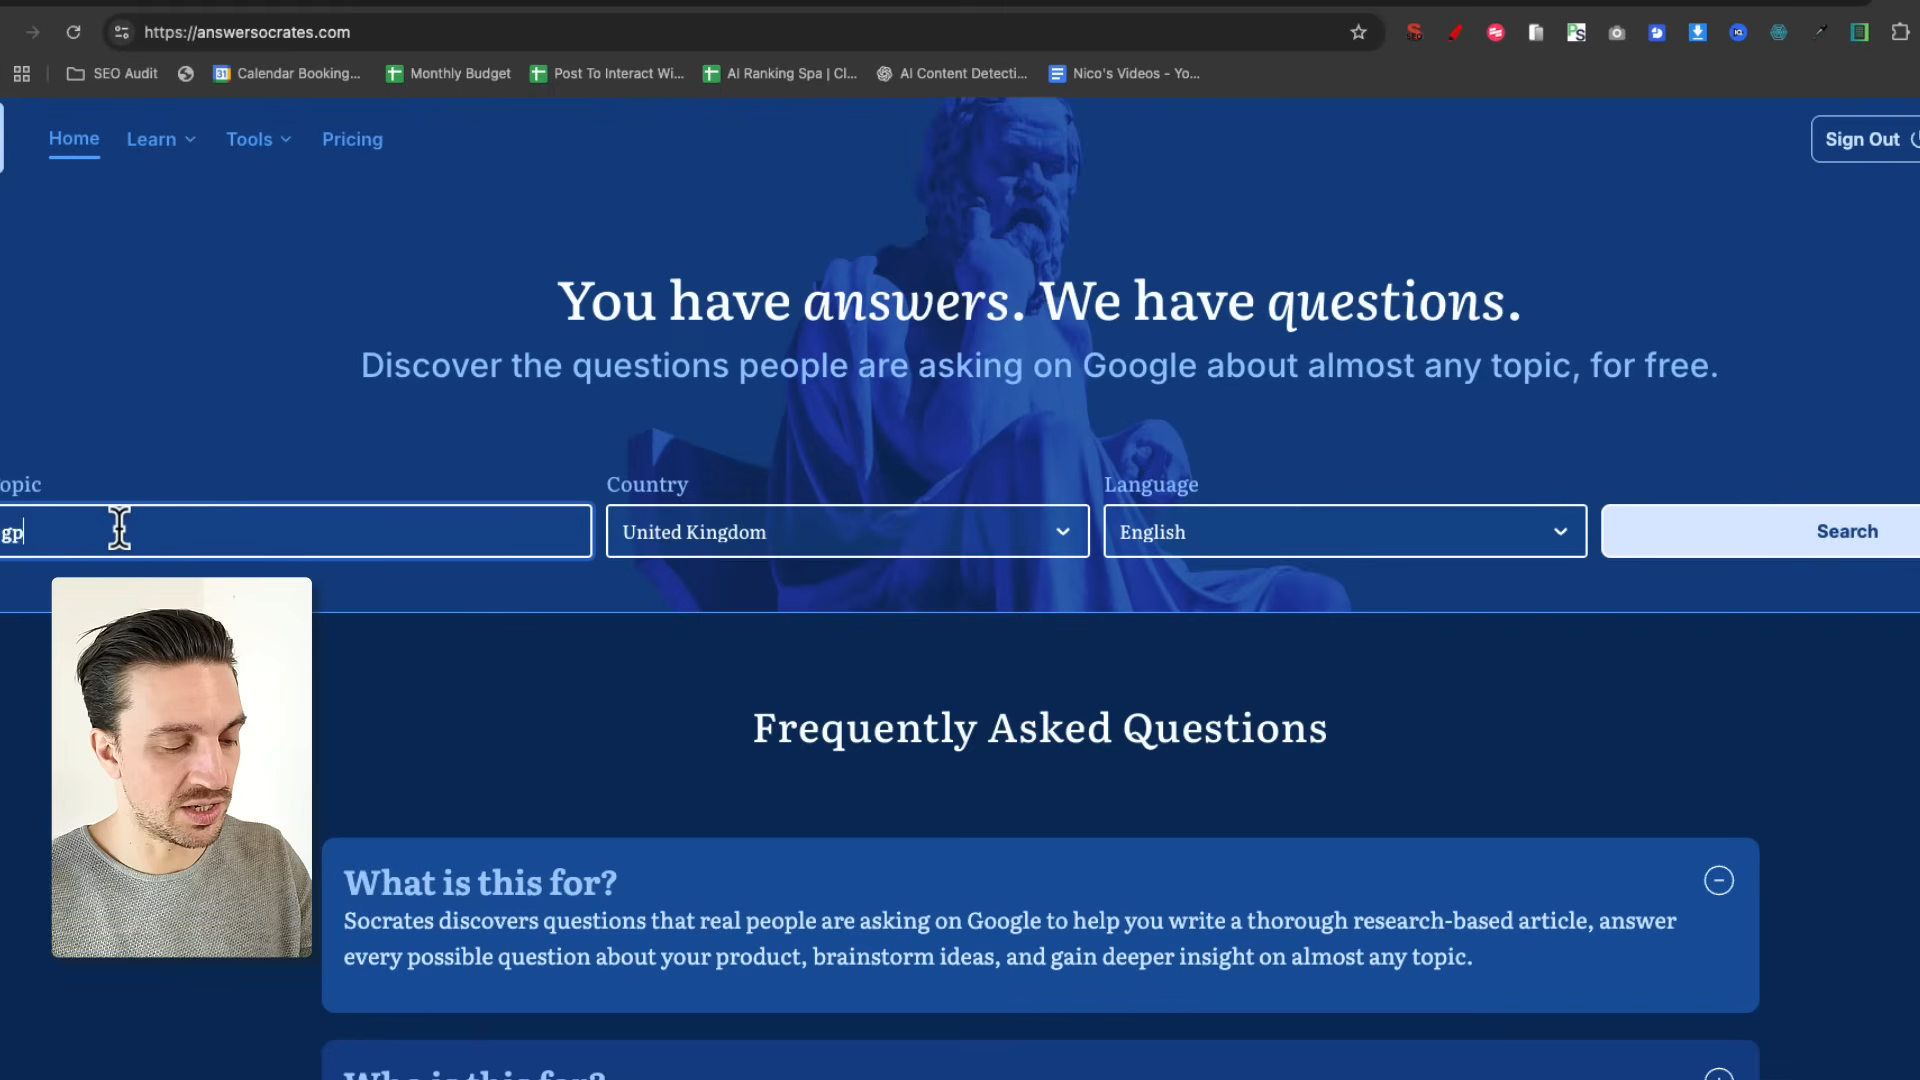 https://answersocrates.com
SEO Audit
31 Calendar Booking...
Monthly Budget
Post To Interact Wi...
AI Ranking Spa | Cl...
AI Content Detecti...
Nico's Videos - Yo...
Home
Learn
Tools
Pricing
Sign Out
You have answers. We have questions.
Discover the questions people are asking on Google about almost any topic, for free.
opic
Country
Language
gp
United Kingdom
English
Search
Frequently Asked Questions
What is this for?
Socrates discovers questions that real people are asking on Google to help you write a thorough research-based article, answer
every possible question about your product, brainstorm ideas, and gain deeper insight on almost any topic.
Who is this for?